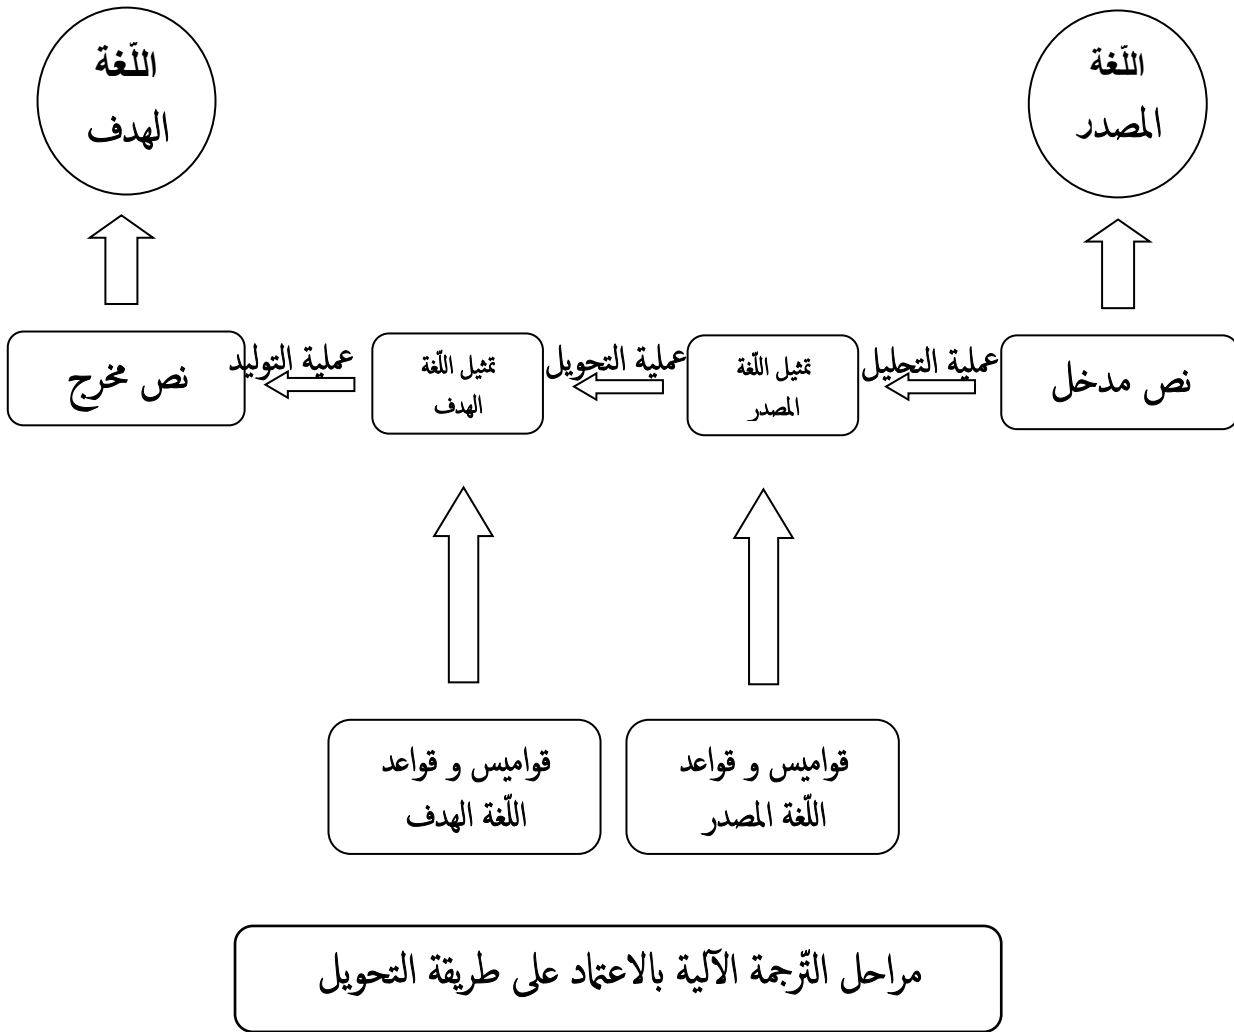 اللّغة
المصدر
اللّغة
الهدف
نص مدخل
عملية التحليل
تمثيل اللّغة
المصدر
عملية التحويل
تمثيل اللّغة
الهدف
عملية التوليد
نص مخرج
قواميس و قواعد
اللّغة المصدر
قواميس و قواعد
اللّغة الهدف
مراحل التّرجمة الآلية بالاعتماد على طريقة التحويل